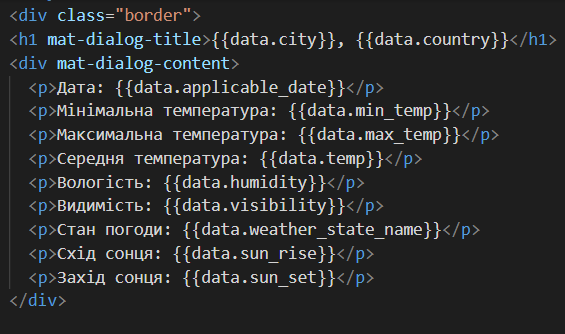 <div class="border">
<h1 mat-dialog-title>{{data.city}}, {{data.country}}</h1>
<div mat-dialog-content>
<p>Дата: {{data.applicable_date}}</p>
<p>Мінімальна температура: {{data.min_temp}}</p>
<p>Максимальна температура: {{data.max_temp}}</p>
<p>Середня температура: {{data.temp}}</p>
<p>Вологість: {{data.humidity}}</p>
<p>Видимість: {{data.visibility}}</p>
<p>Стан погоди: {{data.weather_state_name}}</p>
<p>Схід сонця: {{data.sun_rise}}</p>
<p>Захід сонця: {{data.sun_set}}</p>
</div>